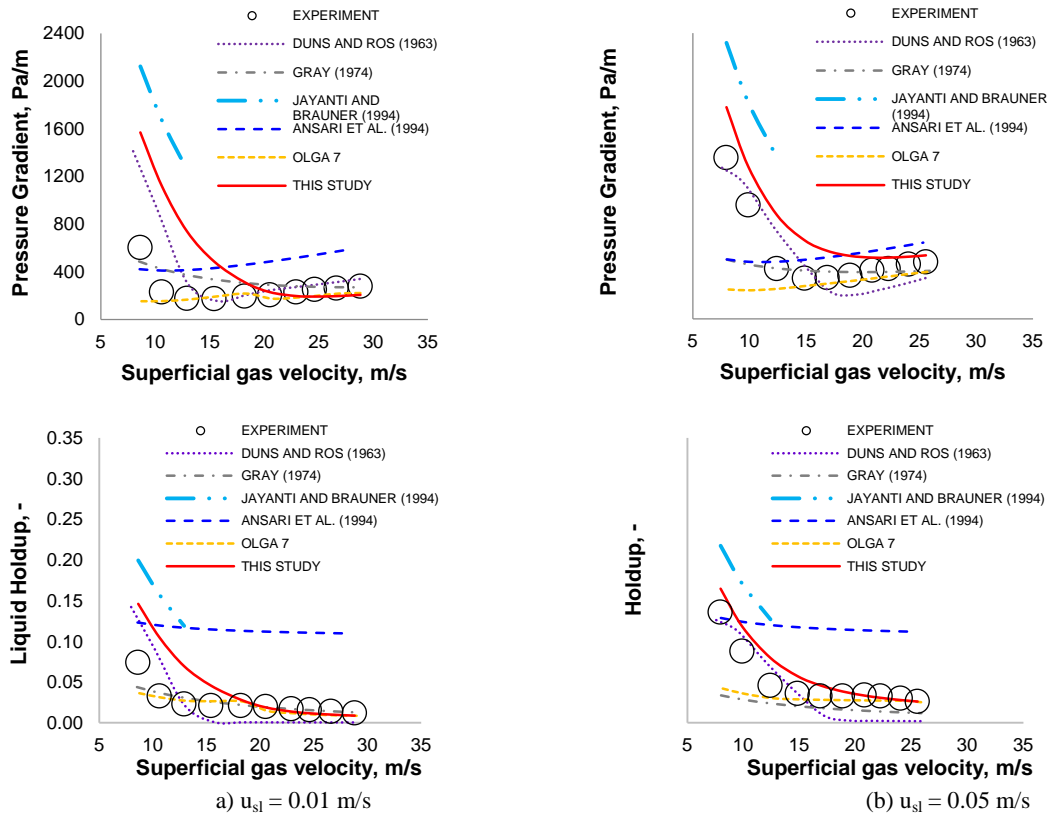 EXPERIMENT
DUNS AND ROS (1963)
GRAY (1974)
JAYANTI AND
BRAUNER (1994)
ANSARI ET AL. (1994)
OLGA 7
THIS STUDY
Pressure Gradient, Pa/m
2400
2000
1600
1200
800
400
0
5 10 15 20 25 30 35
Superficial gas velocity, m/s
EXPERIMENT
DUNS AND ROS (1963)
GRAY (1974)
JAYANTI AND BRAUNER
(1994)
ANSARI ET AL. (1994)
OLGA 7
THIS STUDY
Pressure Gradient, Pa/m
2400
2000
1600
1200
800
400
0
5 10 15 20 25 30 35
Superficial gas velocity, m/s
EXPERIMENT
DUNS AND ROS (1963)
GRAY (1974)
JAYANTI AND BRAUNER (1994)
ANSARI ET AL. (1994)
OLGA 7
THIS STUDY
Liquid Holdup, -
0.35
0.30
0.25
0.20
0.15
0.10
0.05
0.00
5 10 15 20 25 30 35
Superficial gas velocity, m/s
a) usl = 0.01 m/s
EXPERIMENT
DUNS AND ROS (1963)
GRAY (1974)
JAYANTI AND BRAUNER (1994)
ANSARI ET AL. (1994)
OLGA 7
THIS STUDY
Holdup, -
5 10 15 20 25 30 35
Superficial gas velocity, m/s
(b) usl = 0.05 m/s